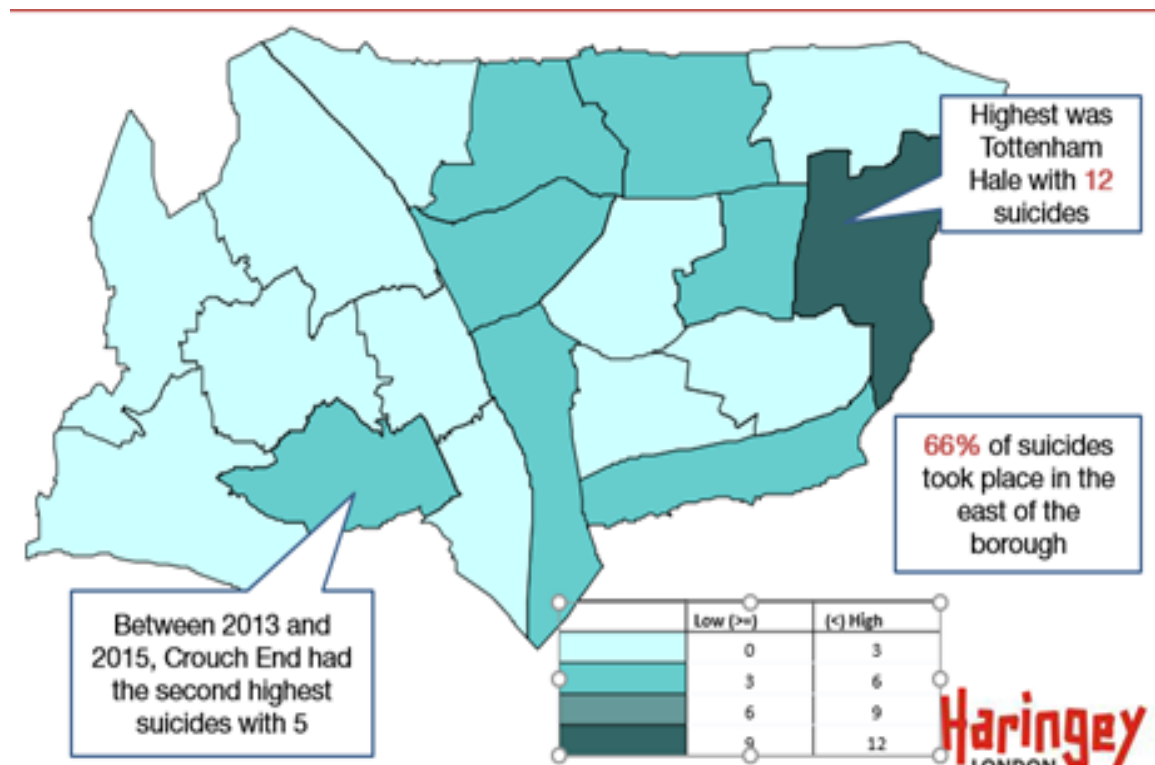 Highest was
Tottenham
Hale with 12
suicides
66% of suicides
took place in the
east of the
borough
Between 2013 and
2015, Crouch End had
the second highest
suicides with 5
Low (>=) (<) High
0 3
3 6
6 9
9 12
Haringey
LONDON